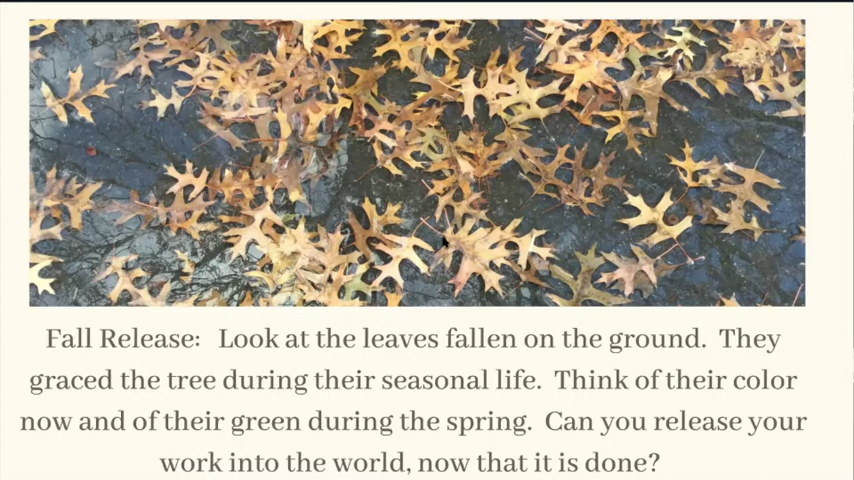 Fall Release: Look at the leaves fallen on the ground. They
graced the tree during their seasonal life. Think of their color
now and of their green during the spring. Can you release your
work into the world, now that it is done?